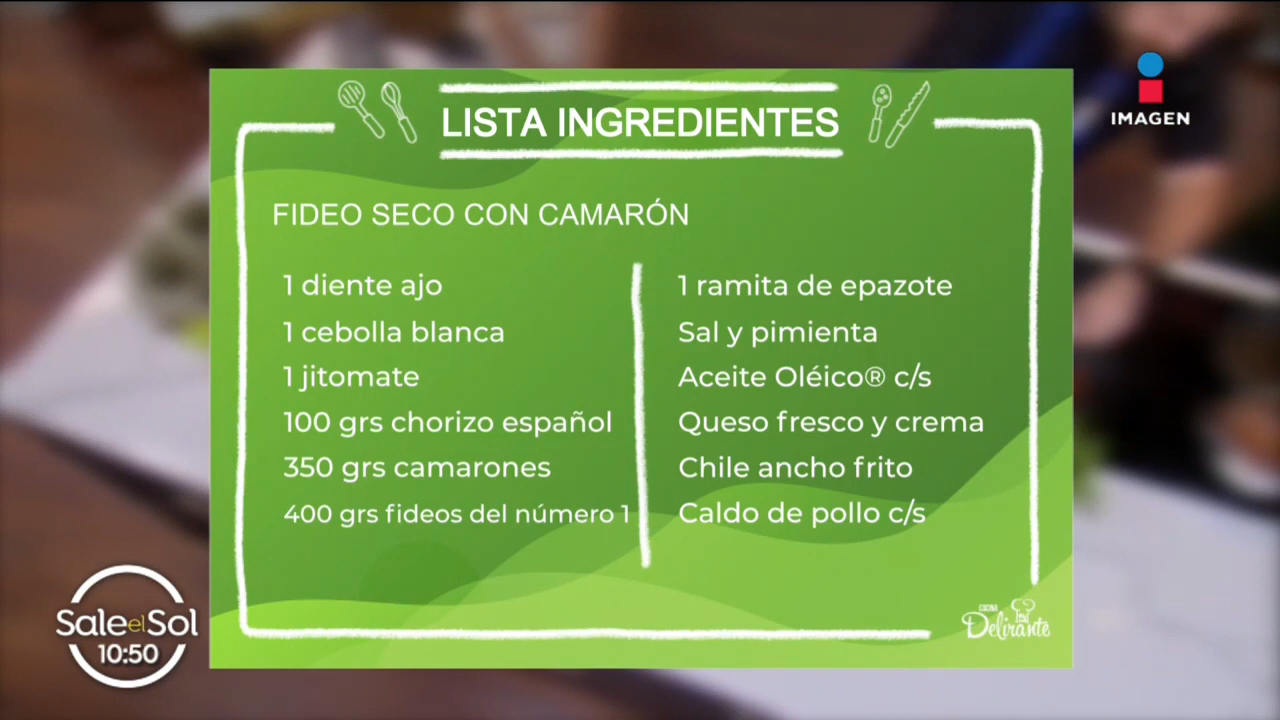 LISTA INGREDIENTES
IMAGEN
FIDEO SECO CON CAMARÓN
1 diente ajo
1 cebolla blanca
1 jitomate
100 grs chorizo español
350 grs camarones
400 grs fideos del número 1
1 ramita de epazote
Sal y pimienta
Aceite Oléico® c/s
Queso fresco y crema
Chile ancho frito
Caldo de pollo c/s
Sale el Sol
10:50
COCINA
Delirante